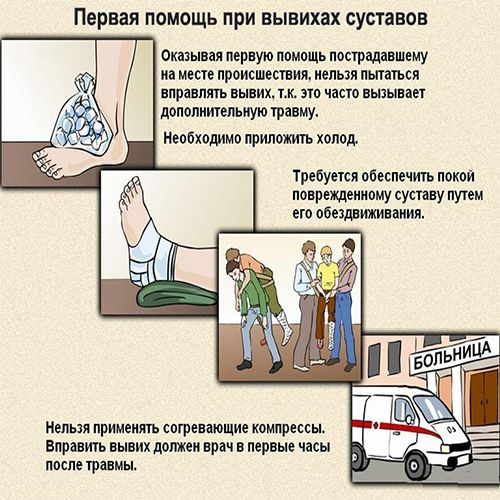 Первая помощь при вывихах суставов
Оказывая первую помощь пострадавшему
на месте происшествия, нельзя пытаться
вправлять вывих, т.к. это часто вызывает
дополнительную травму.
Необходимо приложить холод.
Требуется обеспечить покой
поврежденному суставу путем
его обездвиживания.
БОЛЬНИЦА
03
Нельзя применять согревающие компрессы.
Вправить вывих должен врач в первые часы
после травмы.